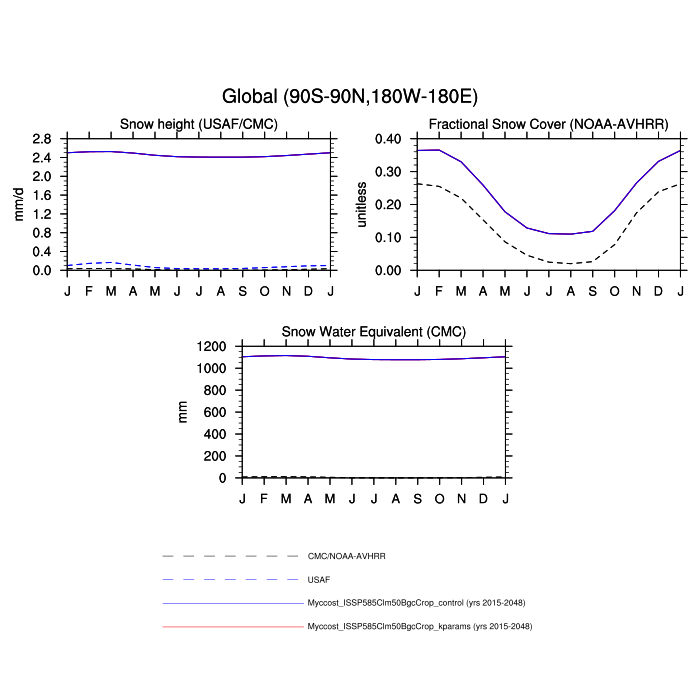 Global (90S-90N,180W-180E)
Snow height (USAF/CMC)
mm/d
2.8
2.4
2.0
1.6
1.2
0.8
0.4
0.0
J F M A M J J A S O N D J
Fractional Snow Cover (NOAA-AVHRR)
unitless
0.40
0.30
0.20
0.10
0.00
J F M A M J J A S O N D J
Snow Water Equivalent (CMC)
mm
1200
1000
800
600
400
200
0
J F M A M J J A S O N D J
CMC/NOAA-AVHRR
USAF
Myccost_ISSP585Clm50BgcCrop_control (yrs 2015-2048)
Myccost_ISSP585Clm50BgcCrop_kparams (yrs 2015-2048)